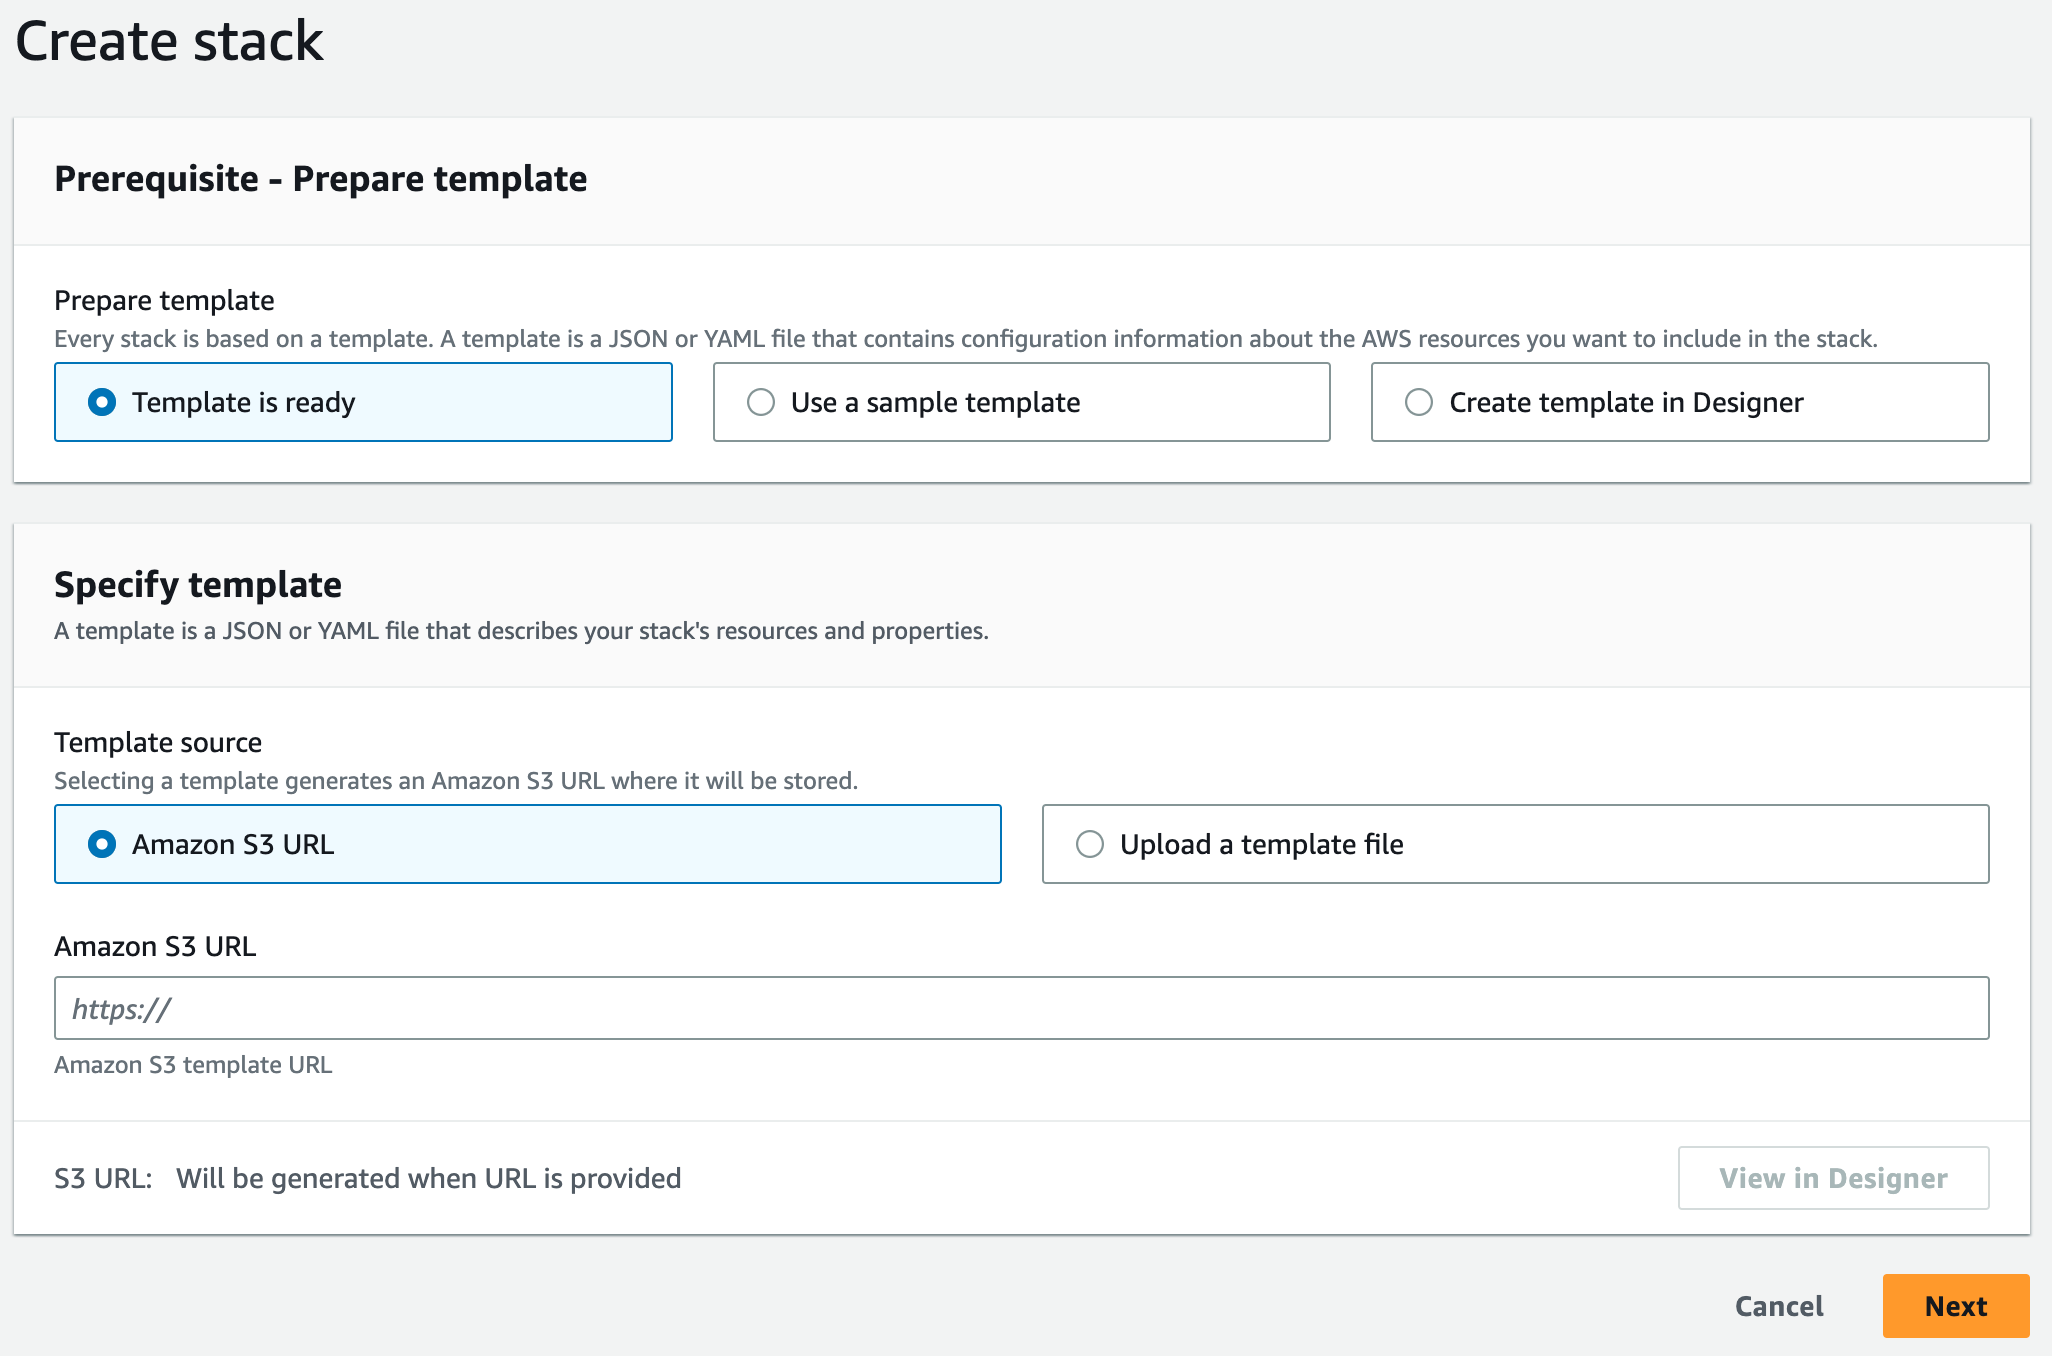 Create stack
Prerequisite - Prepare template
Prepare template
Every stack is based on a template. A template is a JSON or YAML file that contains configuration information about the AWS resources you want to include in the stack.
Template is ready
Use a sample template
Create template in Designer
Specify template
A template is a JSON or YAML file that describes your stack's resources and properties.
Template source
Selecting a template generates an Amazon S3 URL where it will be stored.
Amazon S3 URL
Upload a template file
Amazon S3 URL
https://
Amazon S3 template URL
S3 URL: Will be generated when URL is provided
View in Designer
Cancel
Next